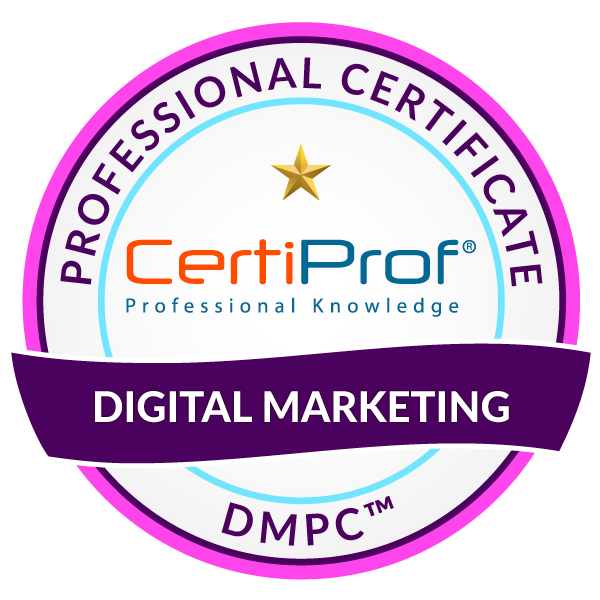 PROFESSIONAL CERTIFICATE
CertiProf®
Professional Knowledge
DIGITAL MARKETING
DMPC™